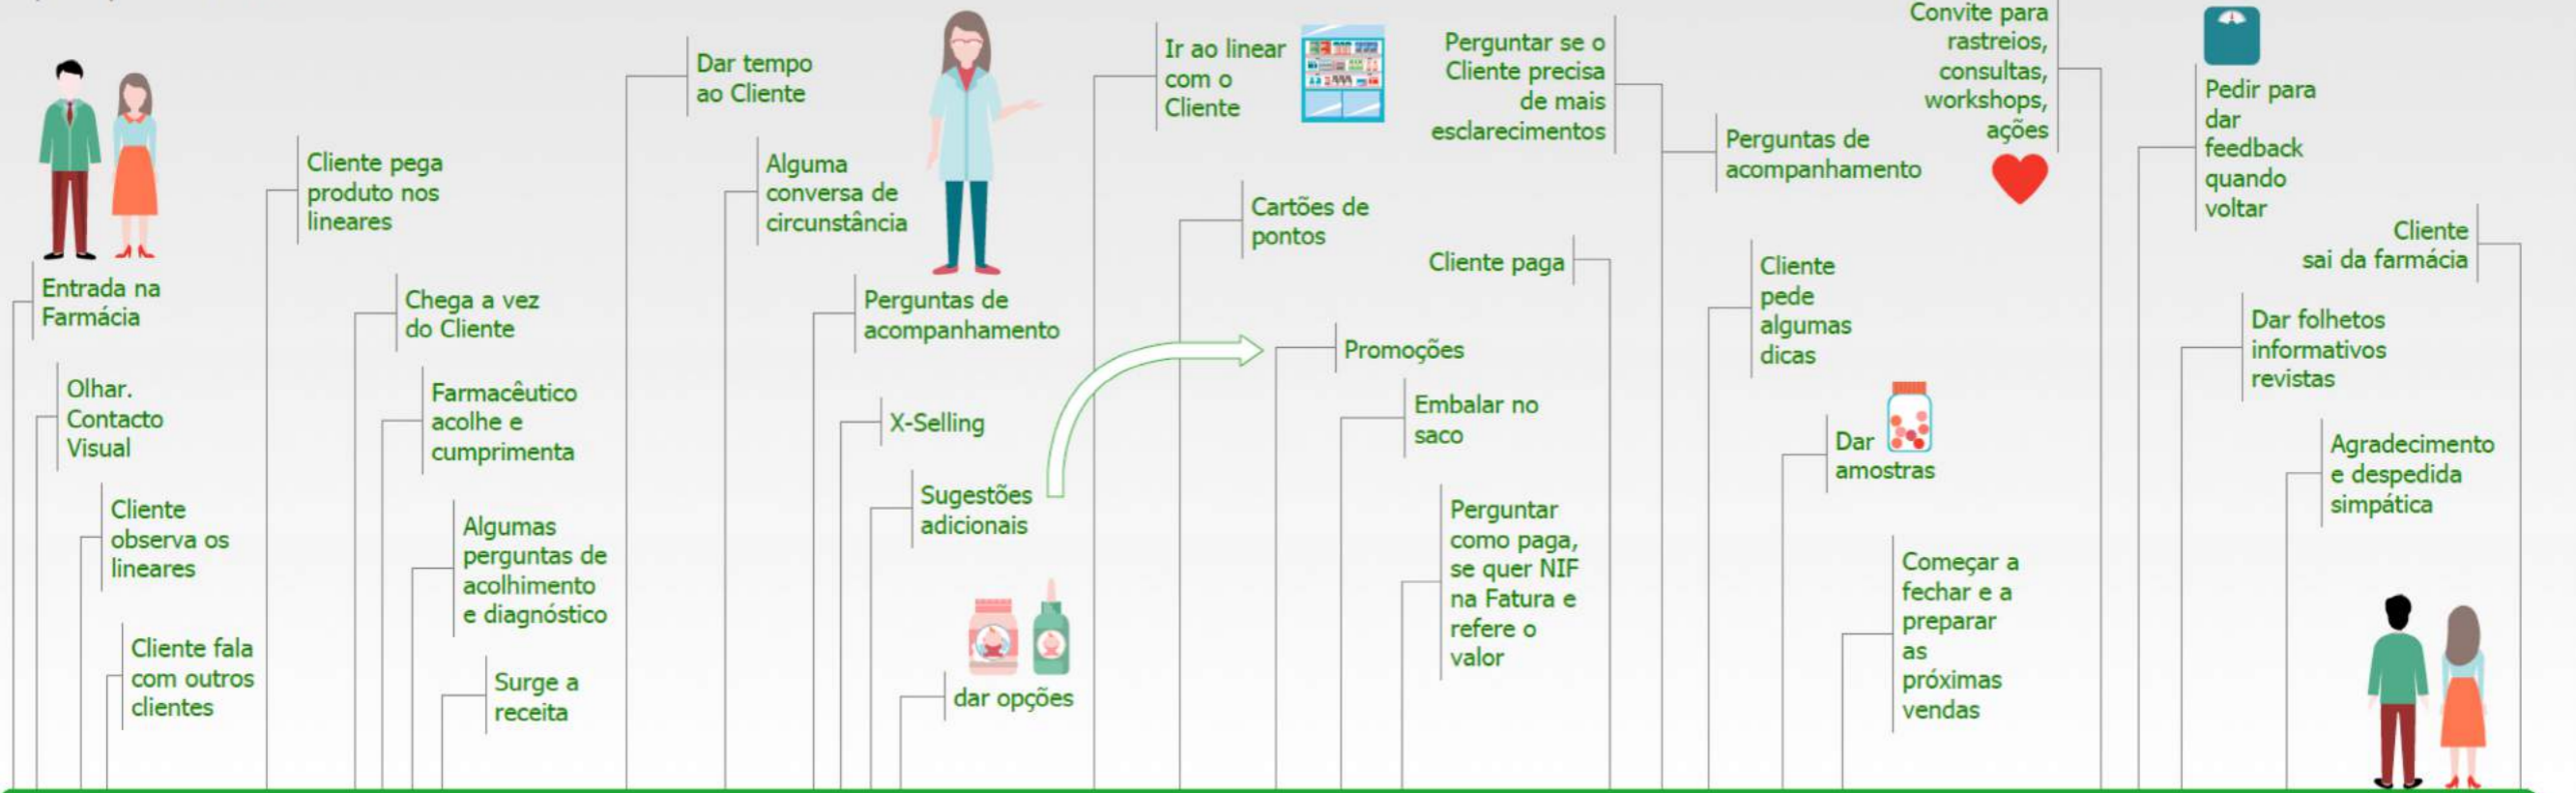 Entrada na
Farmácia
Olhar.
Contacto
Visual
Cliente
observa os
lineares
Cliente fala
com outros
clientes
Cliente pega
produto nos
lineares
Chega a vez
do Cliente
Farmacêutico
acolhe e
cumprimenta
Algumas
perguntas de
acolhimento
e diagnóstico
Surge a
receita
Dar tempo
ao Cliente
Alguma
conversa de
circunstância
Perguntas de
acompanhamento
X-Selling
Sugestões
adicionais
dar opções
Ir ao linear
com o
Cliente
Cartões de
pontos
Promoções
Embalar no
saco
Perguntar
como paga,
se quer NIF
na Fatura e
refere o
valor
Cliente paga
Perguntar se o
Cliente precisa
de mais
esclarecimentos
Perguntas de
acompanhamento
Cliente
pede
algumas
dicas
Dar
amostras
Começar a
fechar e a
preparar
as
próximas
vendas
Convite para
rastreios,
consultas,
workshops,
ações
Pedir para
dar
feedback
quando
voltar
Dar folhetos
informativos
revistas
Agradecimento
e despedida
simpática
Cliente
sai da farmácia